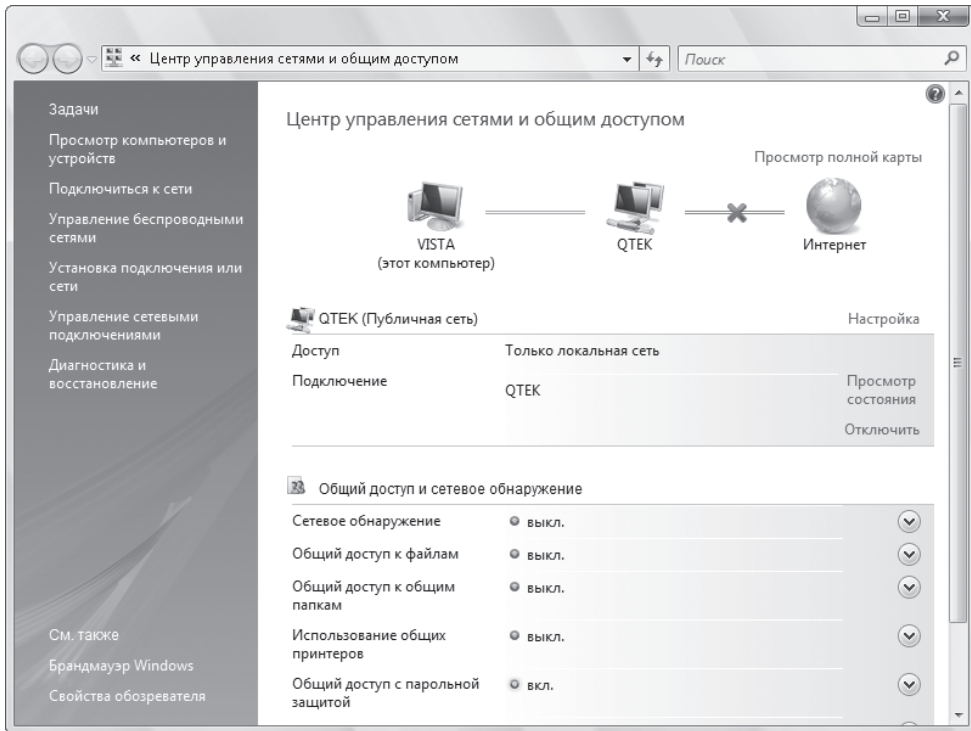 « Центр управления сетями и общим доступом
Поиск
Задачи
Просмотр компьютеров и
устройств
Подключиться к сети
Управление беспроводными
сетями
Установка подключения или
сети
Управление сетевыми
подключениями
Диагностика и
восстановление
См. также
Брандмауэр Windows
Свойства обозревателя
Центр управления сетями и общим доступом
Просмотр полной карты
VISTA
(этот компьютер)
QTEK
Интернет
QTEK (Публичная сеть)
Настройка
Доступ
Только локальная сеть
Подключение
QTEK
Просмотр
состояния
Отключить
Общий доступ и сетевое обнаружение
Сетевое обнаружение
выкл.
Общий доступ к файлам
выкл.
Общий доступ к общим
папкам
выкл.
Использование общих
принтеров
выкл.
Общий доступ с парольной
защитой
вкл.